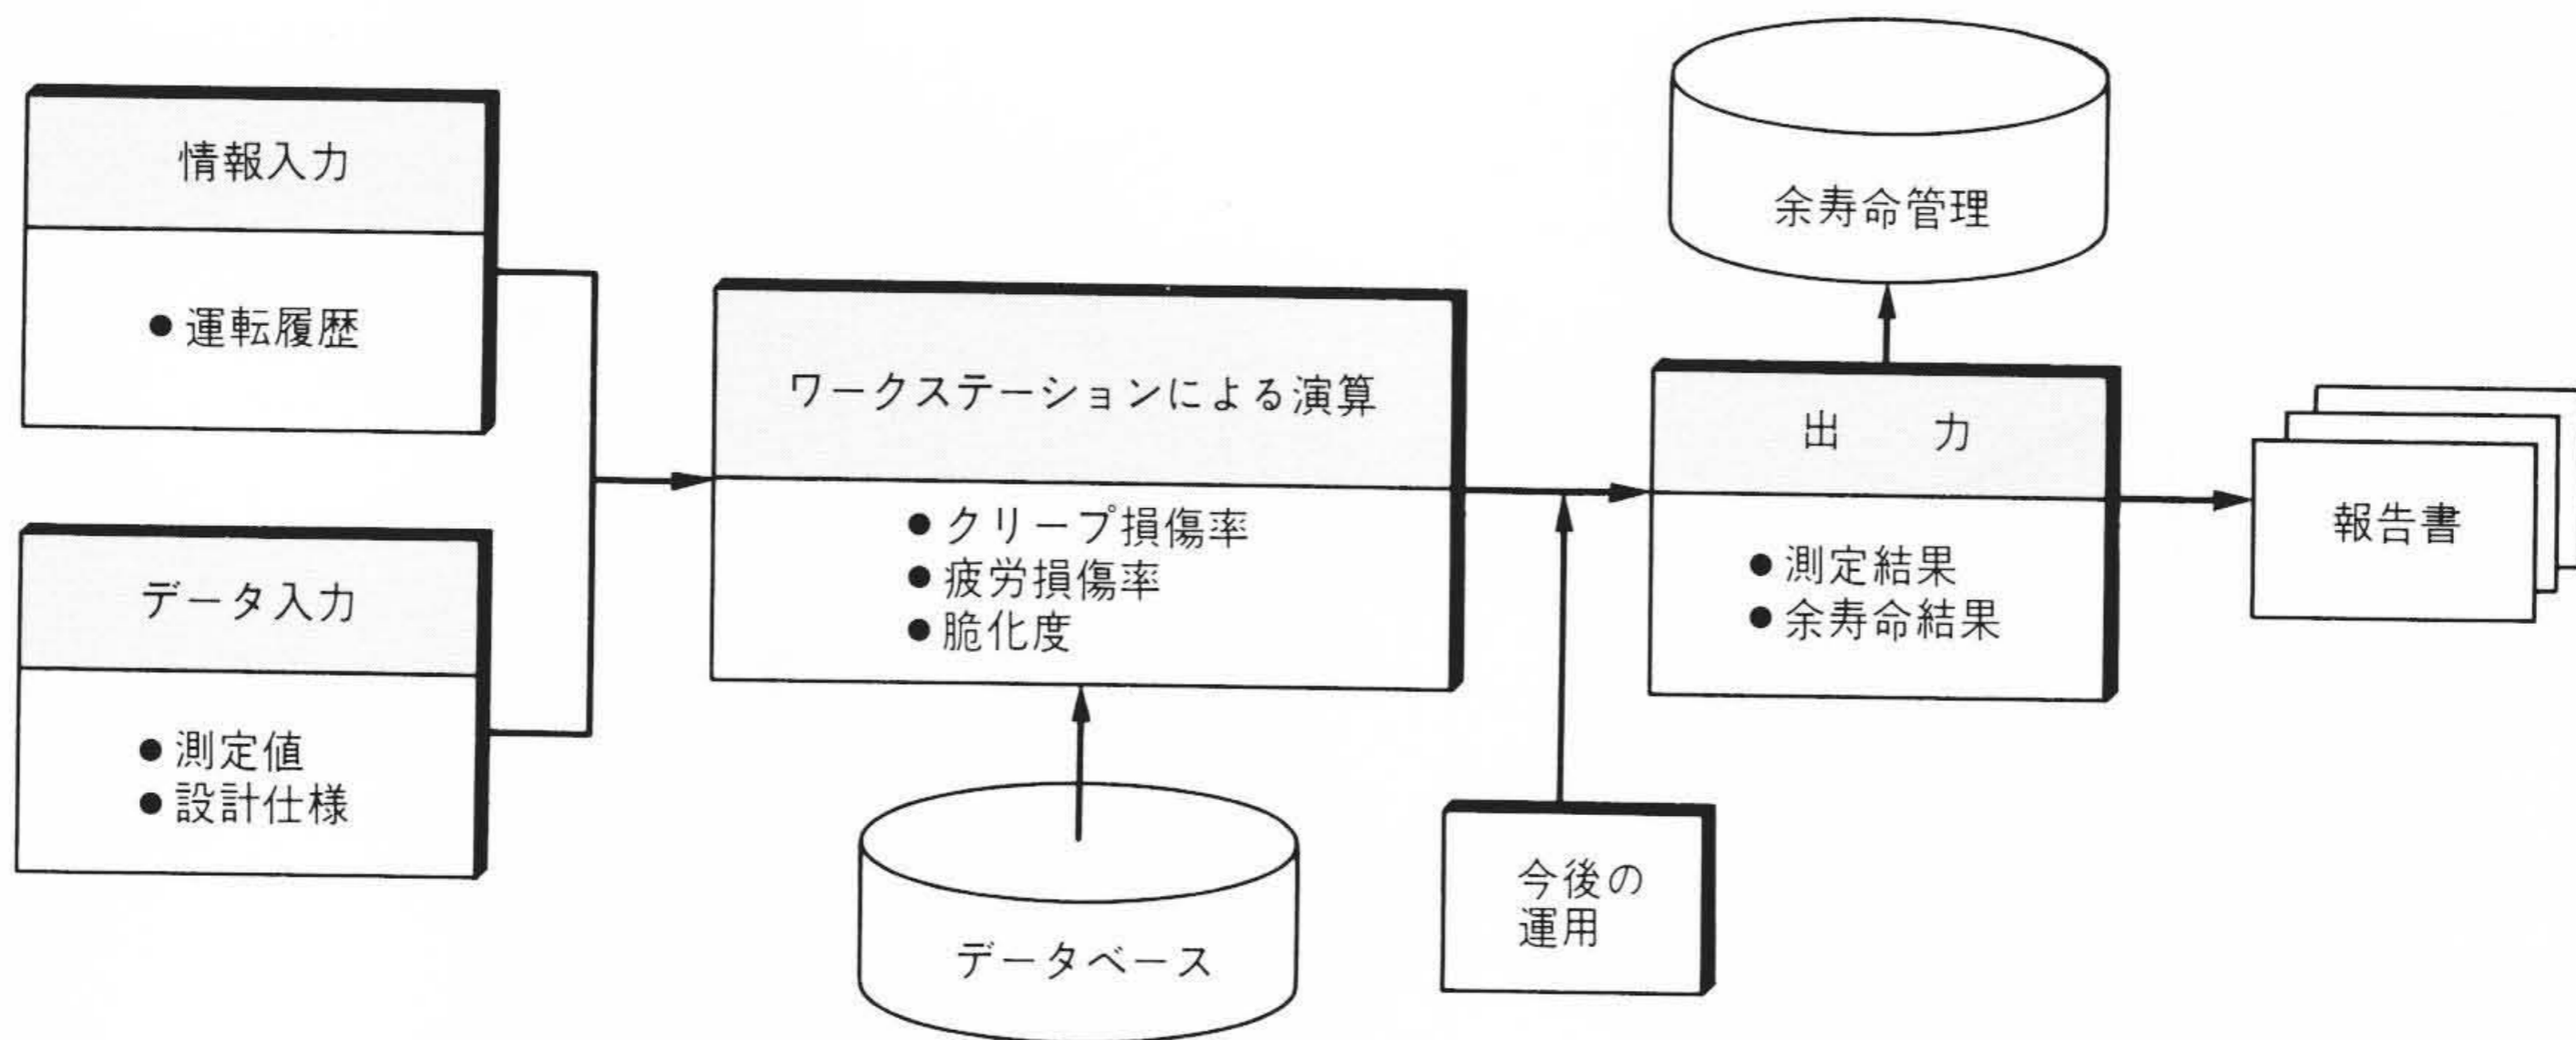 情報入力
●運転履歴
データ入力
●測定値
●設計仕様
ワークステーションによる演算
●クリープ損傷率
●疲労損傷率
●脆化度
データベース
今後の
運用
余寿命管理
出　力
●測定結果
●余寿命結果
報告書